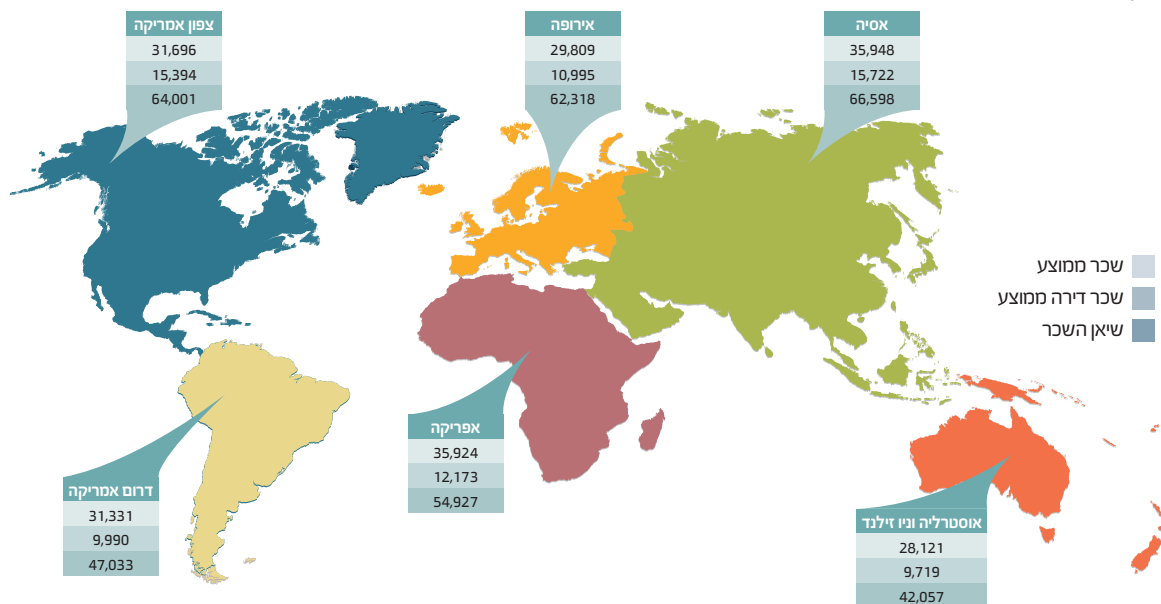 אסיה
35,948
15,722
66,598
אירופה
29,809
10,995
62,318
צפון אמריקה
31,696
15,394
64,001
שכר ממוצע
שכר דירה ממוצע
שיאן השכר
אפריקה
35,924
12,173
54,927
דרום אמריקה
31,331
9,990
47,033
אוסטרליה וניו זילנד
28,121
9,719
42,057